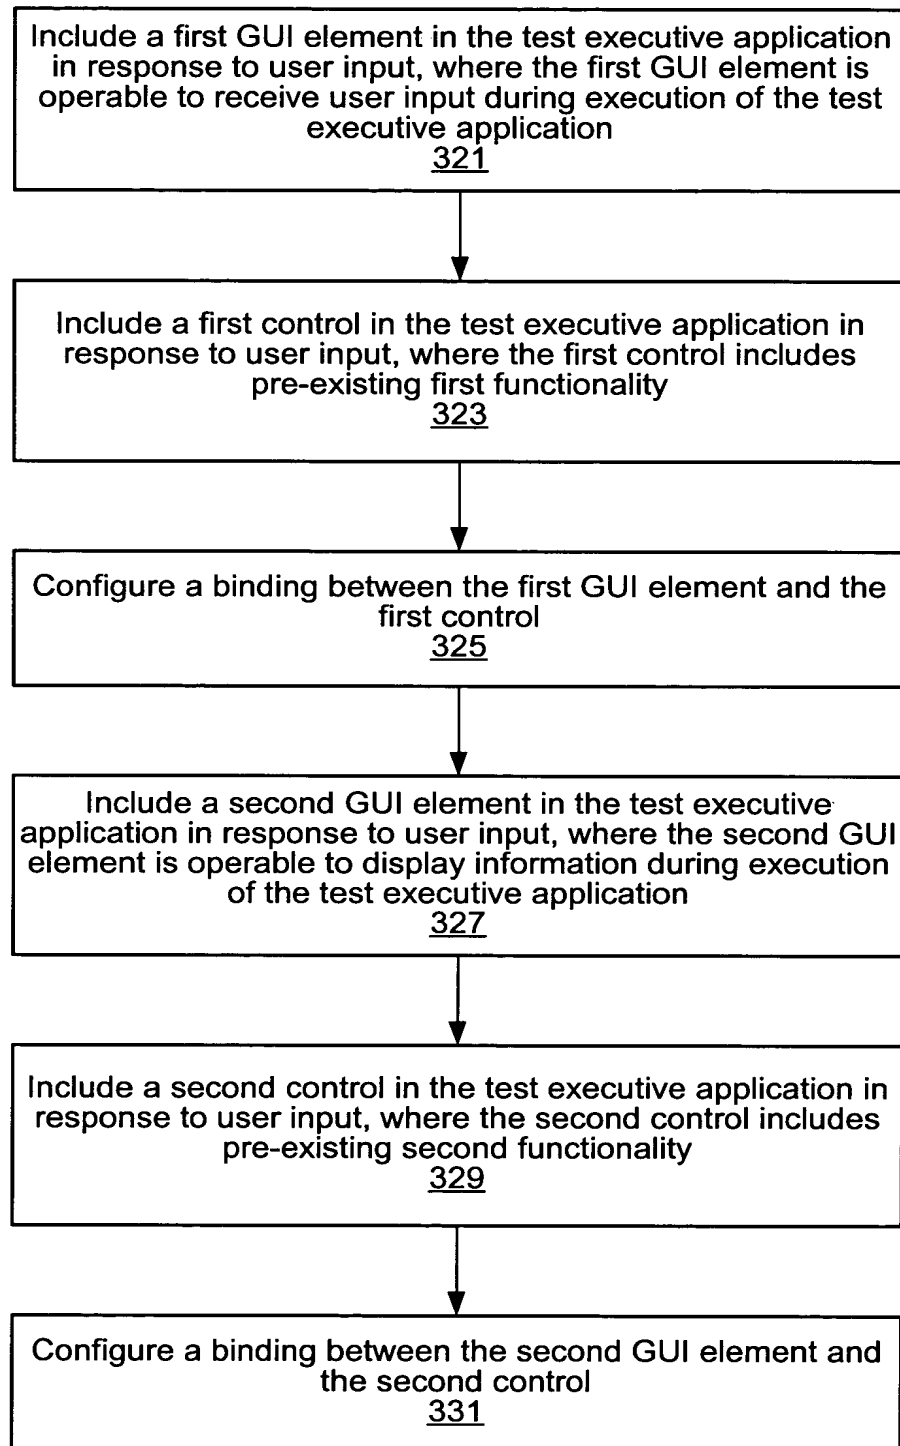 Include a first GUI element in the test executive application
in response to user input, where the first GUI element is
operable to receive user input during execution of the test
executive application
321
Include a first control in the test executive application in
response to user input, where the first control includes
pre-existing first functionality
323
Configure a binding between the first GUI element and the
first control
325
Include a second GUI element in the test executive
application in response to user input, where the second GUI
element is operable to display information during execution
of the test executive application
327
Include a second control in the test executive application in
response to user input, where the second control includes
pre-existing second functionality
329
Configure a binding between the second GUI element and
the second control
331